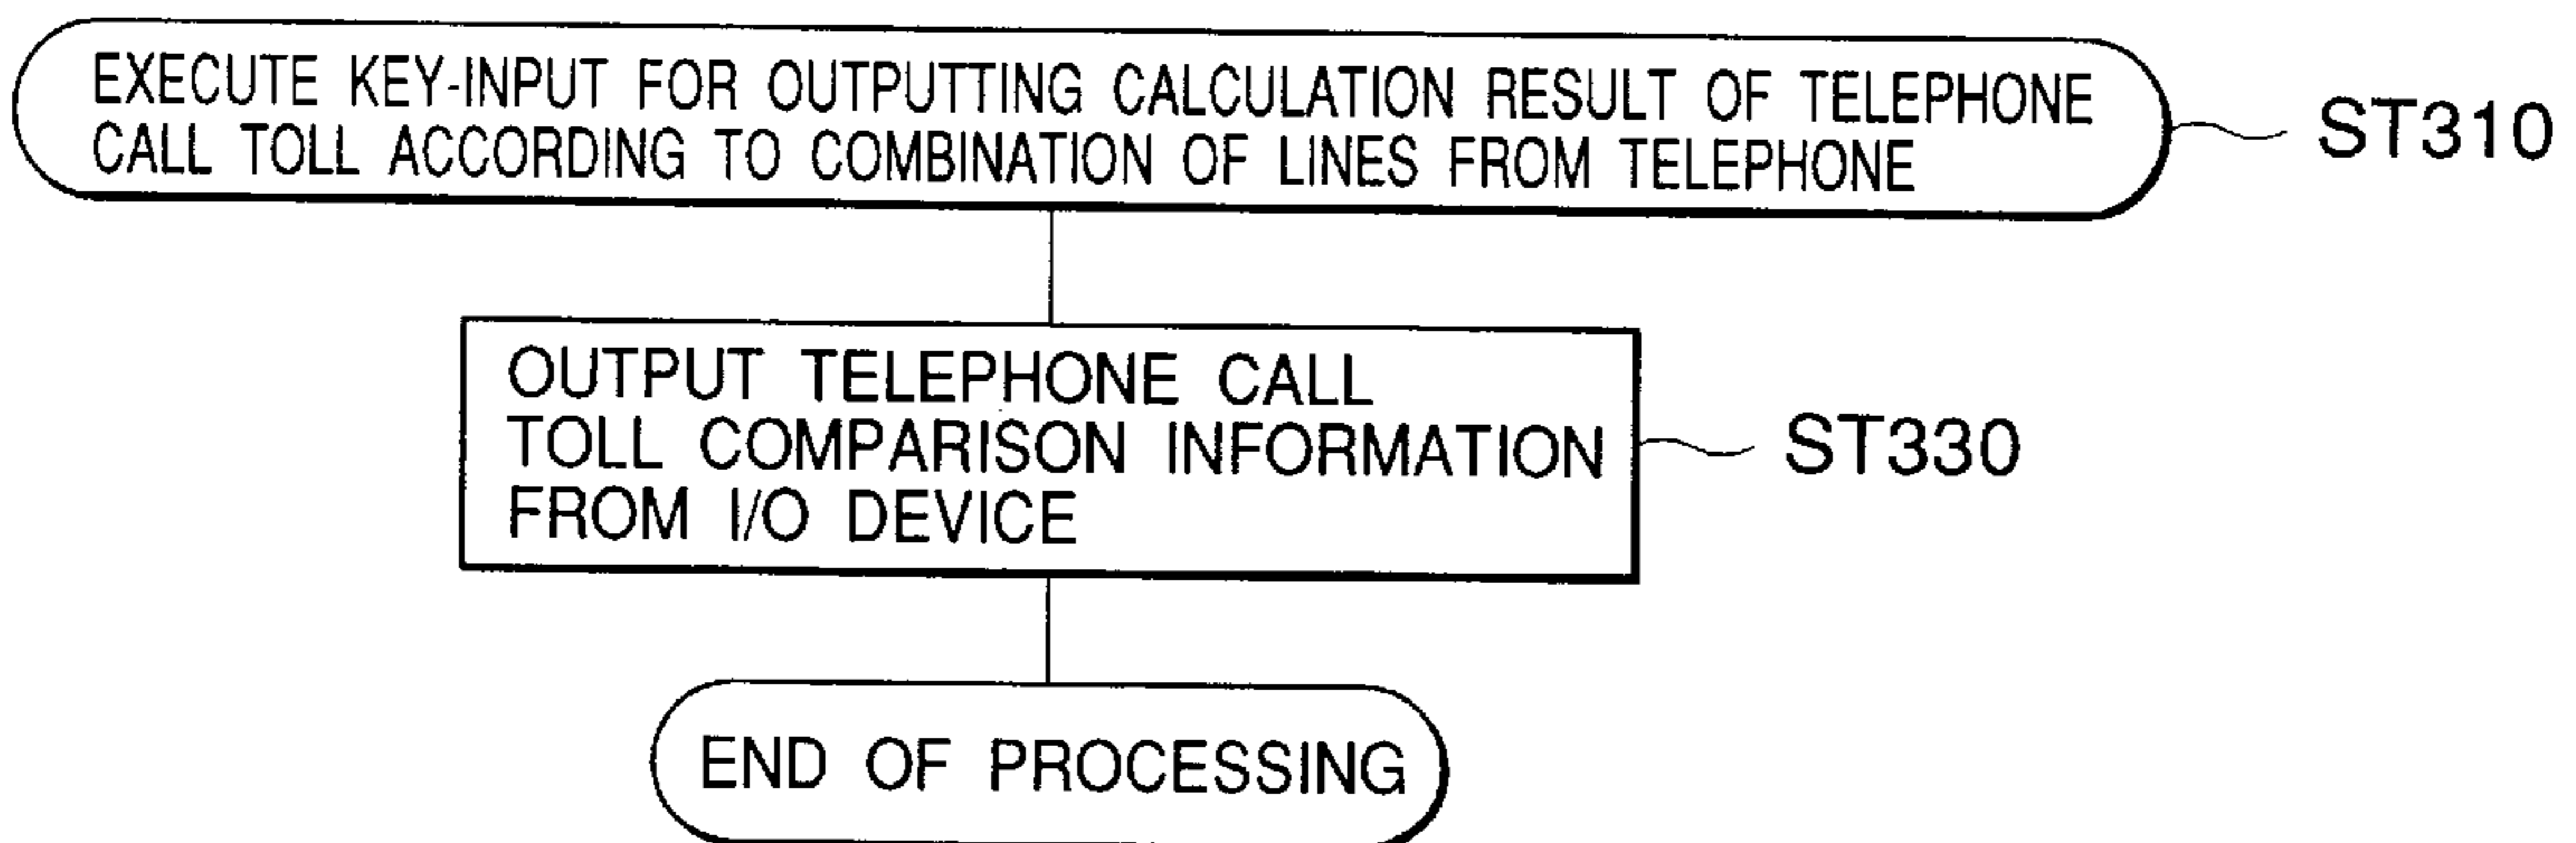 EXECUTE KEY-INPUT FOR OUTPUTTING CALCULATION RESULT OF TELEPHONE
CALL TOLL ACCORDING TO COMBINATION OF LINES FROM TELEPHONE
ST310
OUTPUT TELEPHONE CALL
TOLL COMPARISON INFORMATION
FROM I/O DEVICE
ST330
END OF PROCESSING